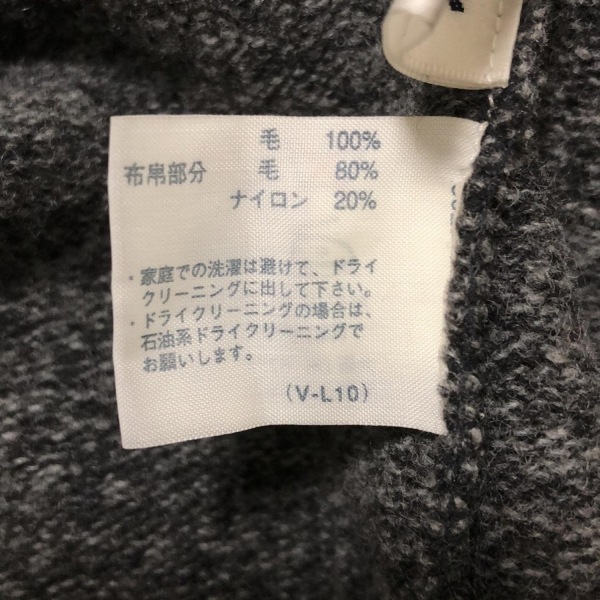 毛 100%
布帛部分 毛 80%
ナイロン 20%
・家庭での洗濯は避けて、ドライ
クリーニングに出して下さい。
・ドライクリーニングの場合は、
石油系ドライクリーニングで
お願いします。
(V-L10)